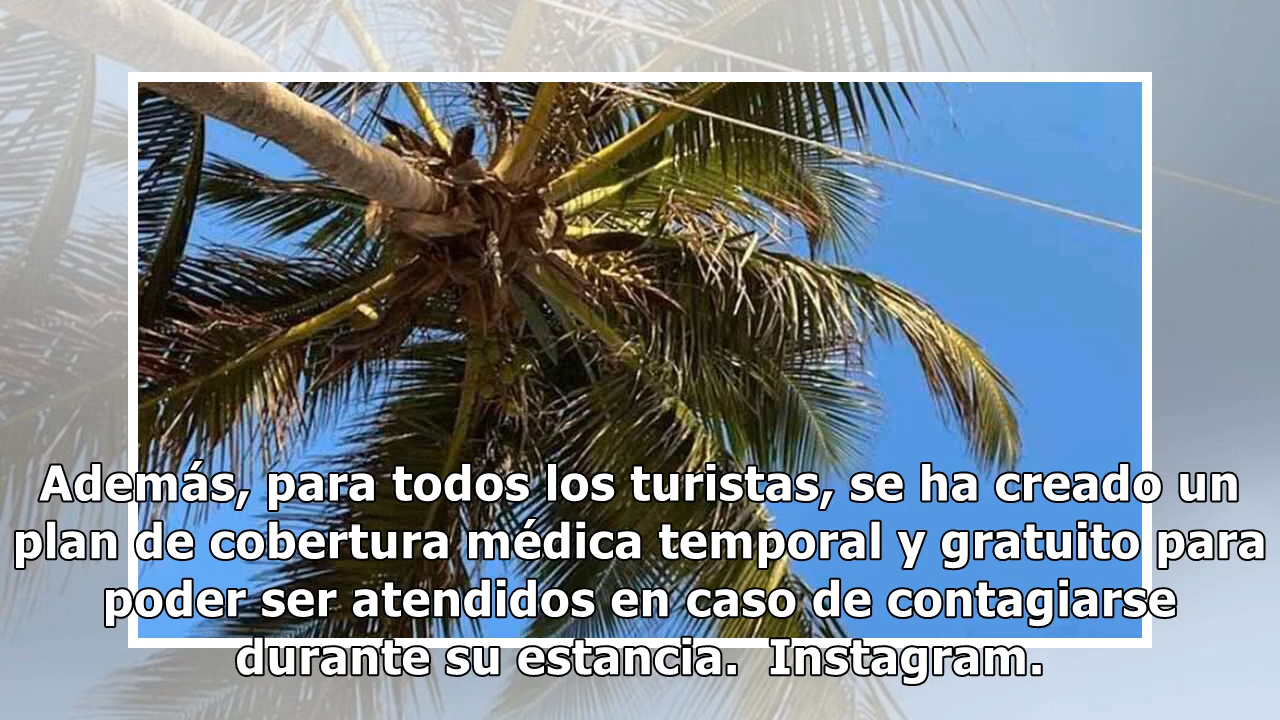 Además, para todos los turistas, se ha creado un
plan de cobertura médica temporal y gratuito para
poder ser atendidos en caso de contagiarse
durante su estancia.  Instagram.